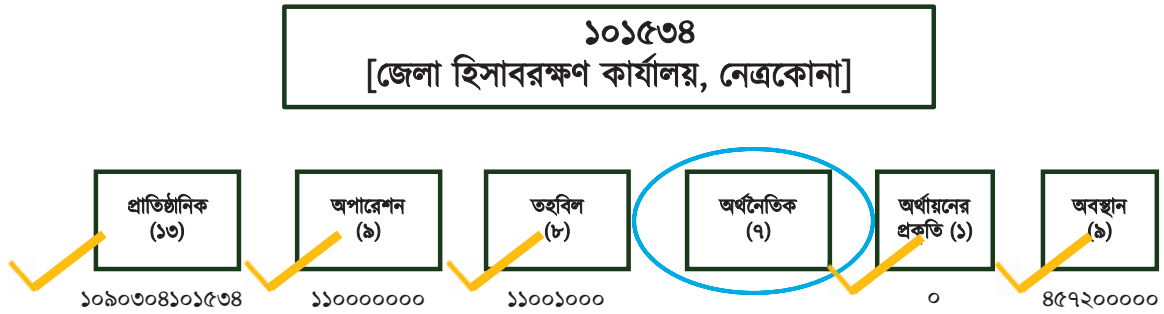 ১০১৫৩৪
[জেলা হিসাবরক্ষণ কার্যালয়, নেত্রকোনা]
প্রাতিষ্ঠানিক
(১৩)
অপারেশন
(৯)
তহবিল
(৮)
অর্থনৈতিক
(৭)
অর্থায়নের
প্রকৃতি (১)
অবস্থান
(৯)
১০৯০৩০৪১০১৫৩৪
১১০০০০০০০
১১০০১০০০
০
৪৫৭২০০০০০